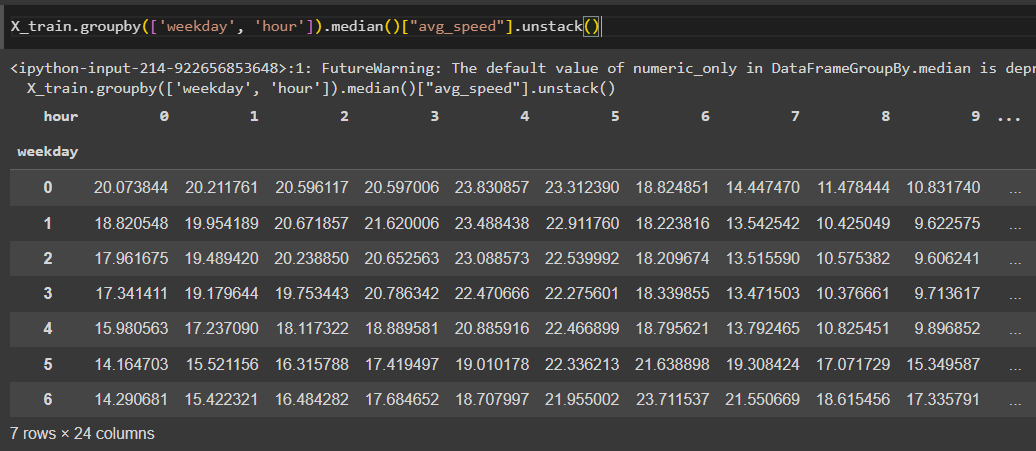 X_train.groupby(['weekday', 'hour']).median()["avg_speed"].unstack()
<ipython-input-214-922656853648>:1: FutureWarning: The default value of numeric_only in DataFrameGroupBy.median is depr
X_train.groupby(['weekday', 'hour']).median()["avg_speed"].unstack()
hour 0 1 2 3 4 5 6 7 8 9 ...
weekday
0 20.073844 20.211761 20.596117 20.597006 23.830857 23.312390 18.824851 14.447470 11.478444 10.831740 ...
1 18.820548 19.954189 20.671857 21.620006 23.488438 22.911760 18.223816 13.542542 10.425049 9.622575 ...
2 17.961675 19.489420 20.238850 20.652563 23.088573 22.539992 18.209674 13.515590 10.575382 9.606241 ...
3 17.341411 19.179644 19.753443 20.786342 22.470666 22.275601 18.339855 13.471503 10.376661 9.713617 ...
4 15.980563 17.237090 18.117322 18.889581 20.885916 22.466899 18.795621 13.792465 10.825451 9.896852 ...
5 14.164703 15.521156 16.315788 17.419497 19.010178 22.336213 21.638898 19.308424 17.071729 15.349587 ...
6 14.290681 15.422321 16.484282 17.684652 18.707997 21.955002 23.711537 21.550669 18.615456 17.335791 ...
7 rows × 24 columns